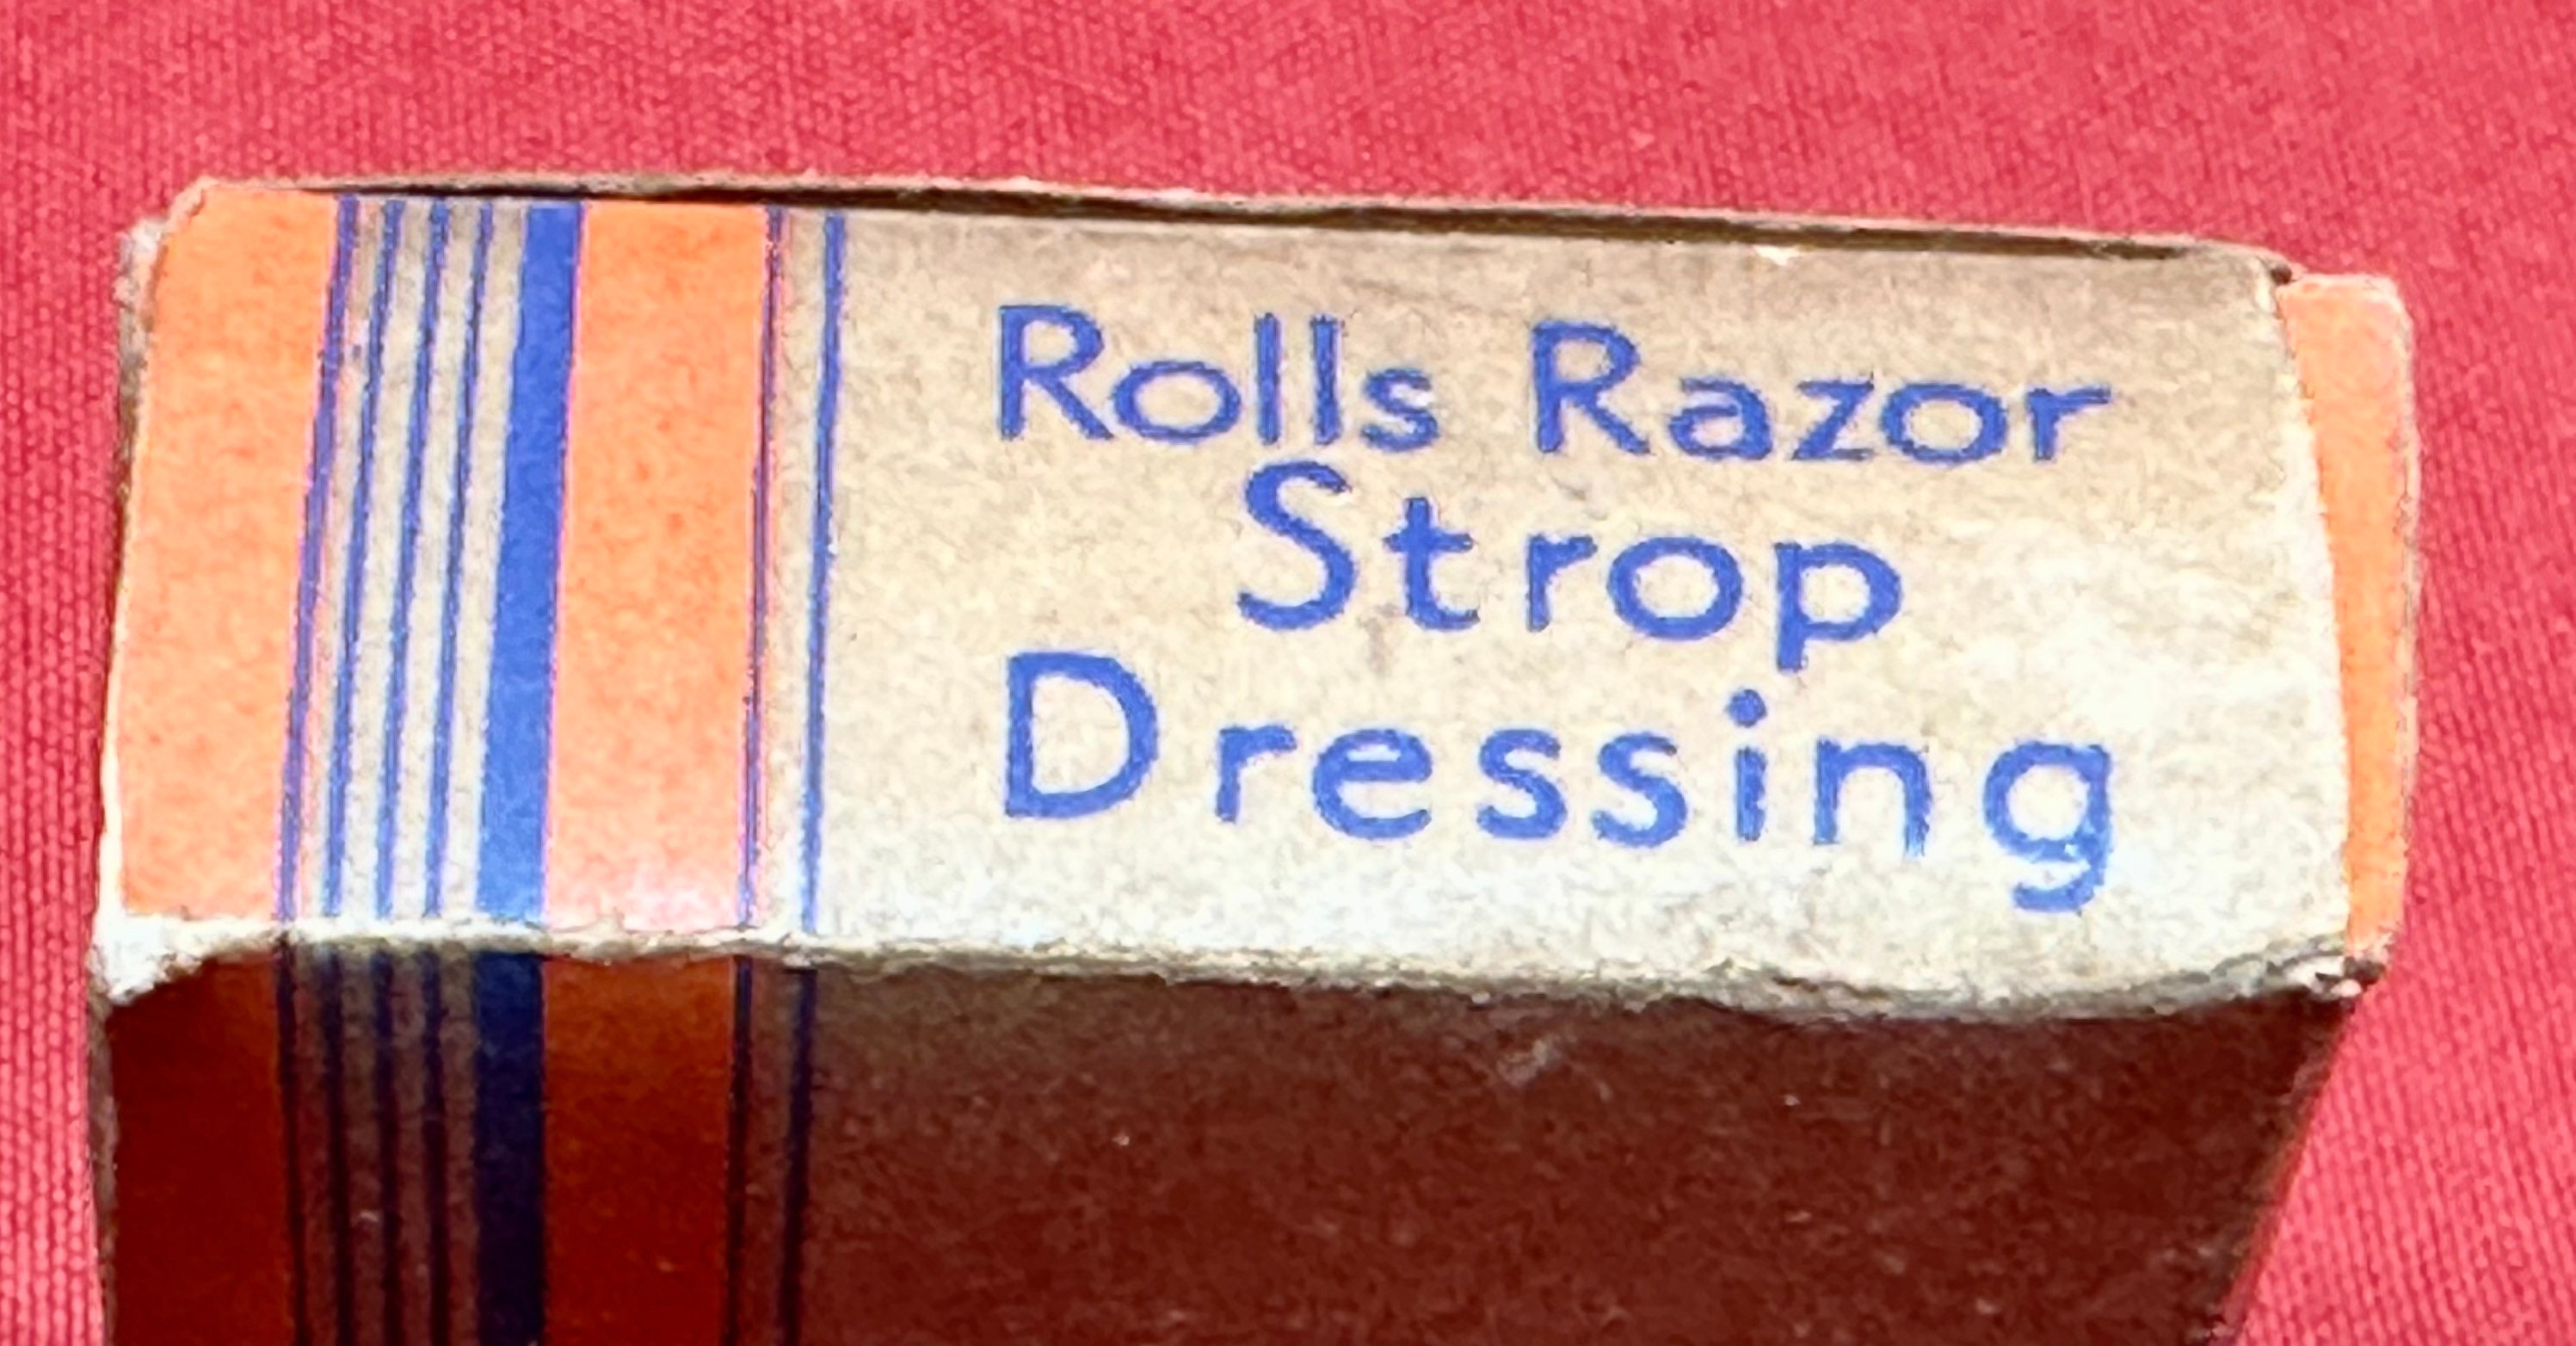 Rolls Razor
Strop
Dressing